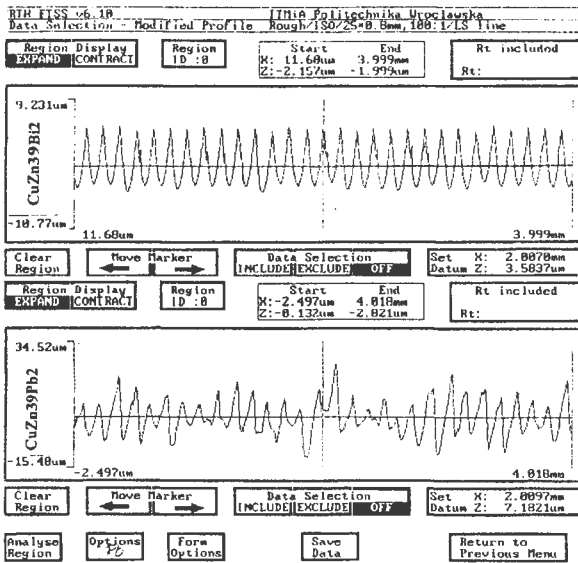 RTH FTSS v6.10 ITMiA Politechnika Wroclawska
Data Selection - Modified Profile Rough/ISO/25*0.8mm,100:1/LS line
Region Display
EXPAND CONTRACT
Region
ID :0
Start End
X: 11.68um 3.999mm
Z:-2.157um -1.999um
Rt included
Rt:
9.231um
CuZn39Bi2
-10.77um
11.68um 3.999mm
Clear
Region
Move Marker
Data Selection
INCLUDE EXCLUDE OFF
Set X: 2.0070mm
Datum Z: 3.5037um
Region Display
EXPAND CONTRACT
Region
ID :0
Start End
X:-2.497um 4.018mm
Z:-0.132um -2.821um
Rt included
Rt:
34.52um
CuZn39Pb2
-15.48um
-2.497um 4.018mm
Clear
Region
Move Marker
Data Selection
INCLUDE EXCLUDE OFF
Set X: 2.0097mm
Datum Z: 7.1821um
Analyse
Region
Options
Form
Options
Save
Data
Return to
Previous Menu